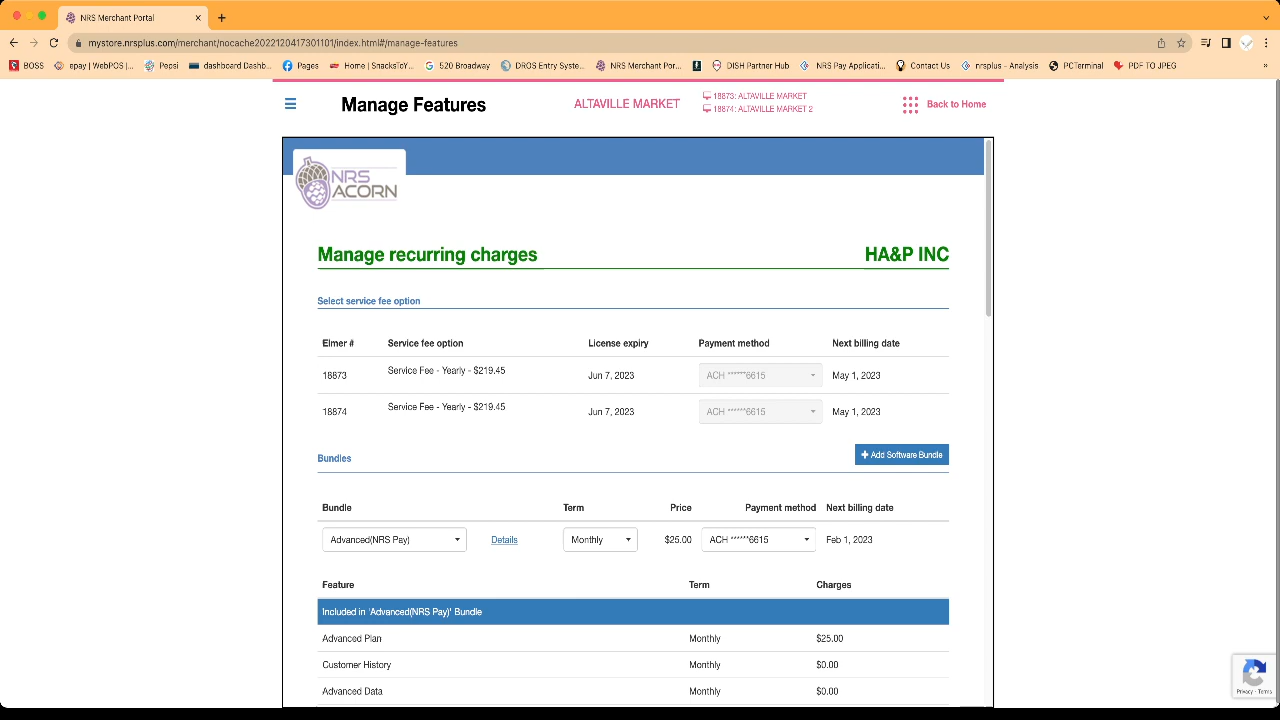 NRS Merchant Portal
mystore.nrsplus.com/merchant/nocache2022120417301101/index.html#/manage-features
BOSS epay | WebPOS |... Pepsi dashboard Dashb... Pages Home | SnacksToY... 520 Broadway DROS Entry Syste... NRS Merchant Por... DISH Partner Hub NRS Pay Applicati... Contact Us nrsplus - Analysis PCTerminal PDF TO JPEG »
Manage Features
ALTAVILLE MARKET
18873: ALTAVILLE MARKET
18874: ALTAVILLE MARKET 2
Back to Home
NRS
ACORN
Manage recurring charges HA&P INC
Select service fee option
Elmer # Service fee option License expiry Payment method Next billing date
18873 Service Fee - Yearly - $219.45 Jun 7, 2023 ACH ******6615 May 1, 2023
18874 Service Fee - Yearly - $219.45 Jun 7, 2023 ACH ******6615 May 1, 2023
Bundles + Add Software Bundle
Bundle Term Price Payment method Next billing date
Advanced(NRS Pay) Details Monthly $25.00 ACH ******6615 Feb 1, 2023
Feature Term Charges
Included in 'Advanced(NRS Pay)' Bundle
Advanced Plan Monthly $25.00
Customer History Monthly $0.00
Advanced Data Monthly $0.00
Privacy - Terms